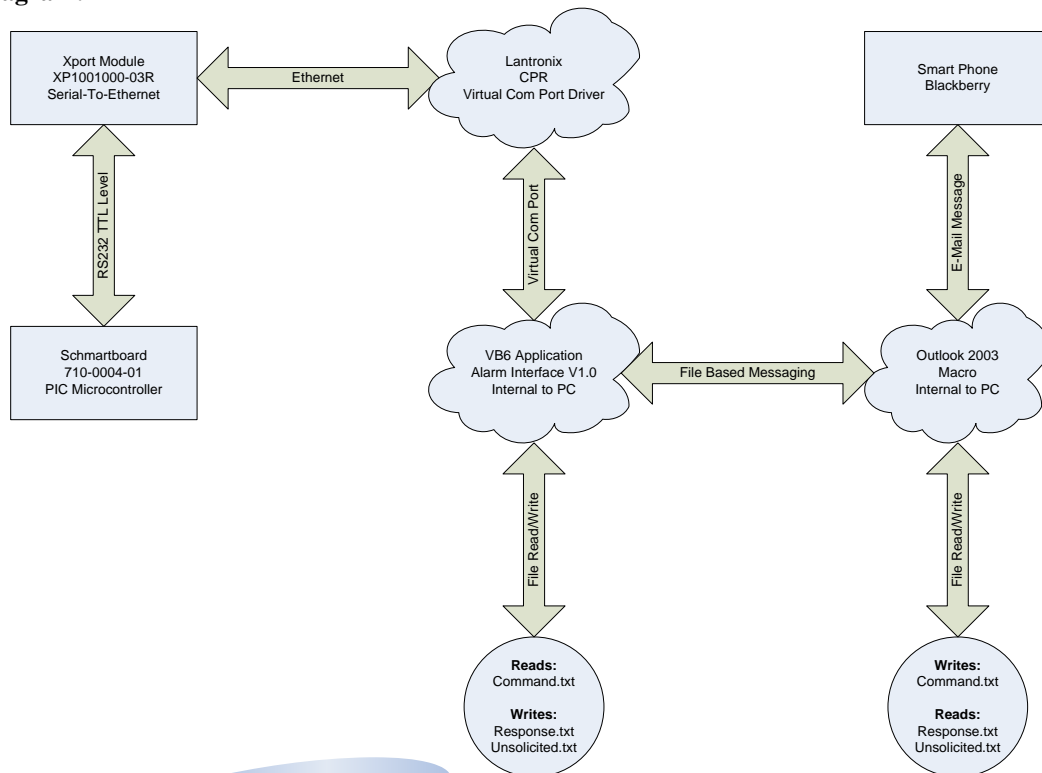 Xport Module
XP1001000-03R
Serial-To-Ethernet
Ethernet
Lantronix
CPR
Virtual Com Port Driver
Smart Phone
Blackberry
RS232 TTL Level
Virtual Com Port
E-Mail Message
Schmartboard
710-0004-01
PIC Microcontroller
VB6 Application
Alarm Interface V1.0
Internal to PC
File Based Messaging
Outlook 2003
Macro
Internal to PC
File Read/Write
File Read/Write
Reads:
Command.txt
Writes:
Response.txt
Unsolicited.txt
Writes:
Command.txt
Reads:
Response.txt
Unsolicited.txt